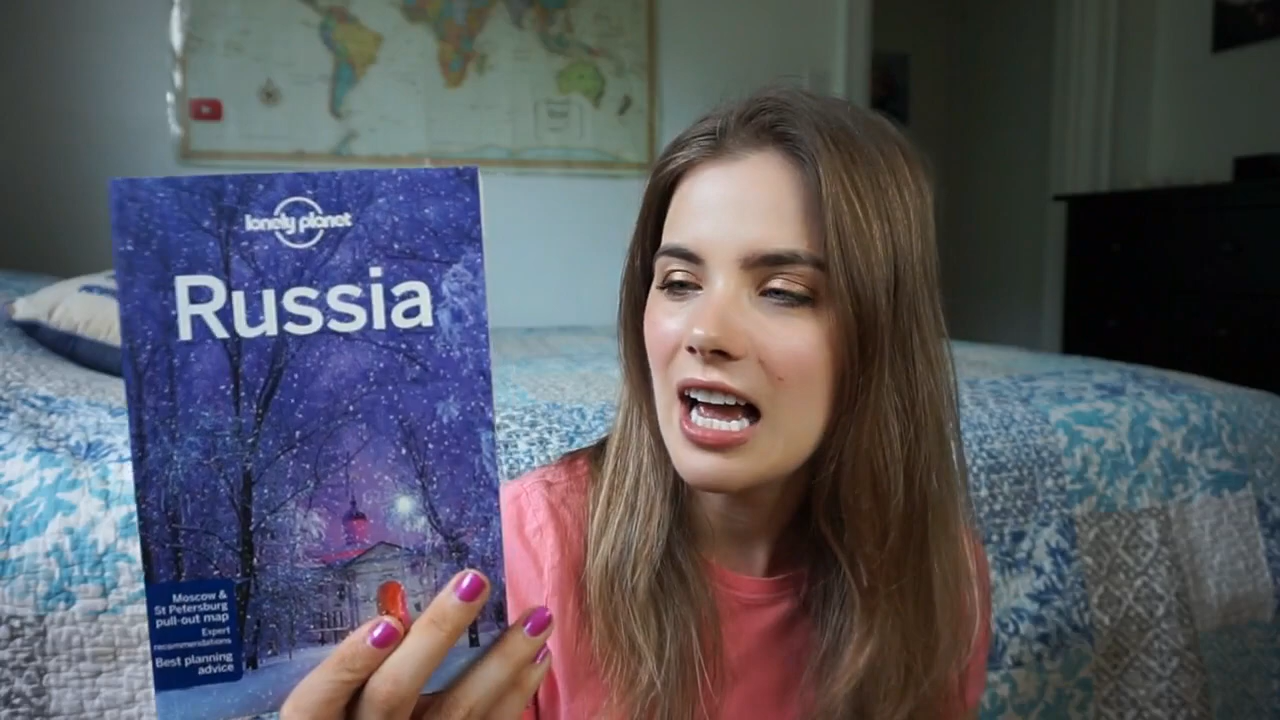 lonely planet
Russia
Moscow &
St Petersburg
pull-out map
Expert
recommendations
Best planning
advice